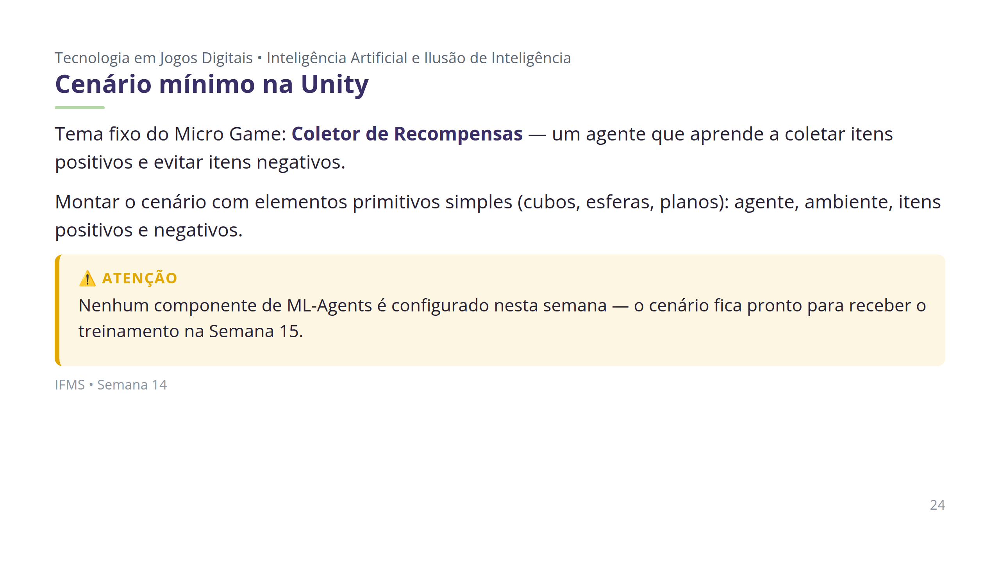 Tecnologia em Jogos Digitais • Inteligência Artificial e Ilusão de Inteligência
Cenário mínimo na Unity
Tema fixo do Micro Game: Coletor de Recompensas — um agente que aprende a coletar itens
positivos e evitar itens negativos.
Montar o cenário com elementos primitivos simples (cubos, esferas, planos): agente, ambiente, itens
positivos e negativos.
⚠️ ATENÇÃO
Nenhum componente de ML-Agents é configurado nesta semana — o cenário fica pronto para receber o
treinamento na Semana 15.
IFMS • Semana 14
24